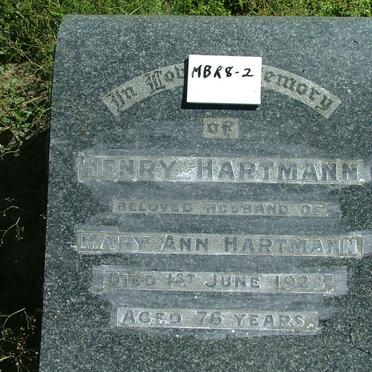 MBR8-2
In Loving Memory
of
HENRY HARTMANN
BELOVED HUSBAND OF
MARY ANN HARTMANN
DIED 1ST JUNE 1923
AGED 76 YEARS.